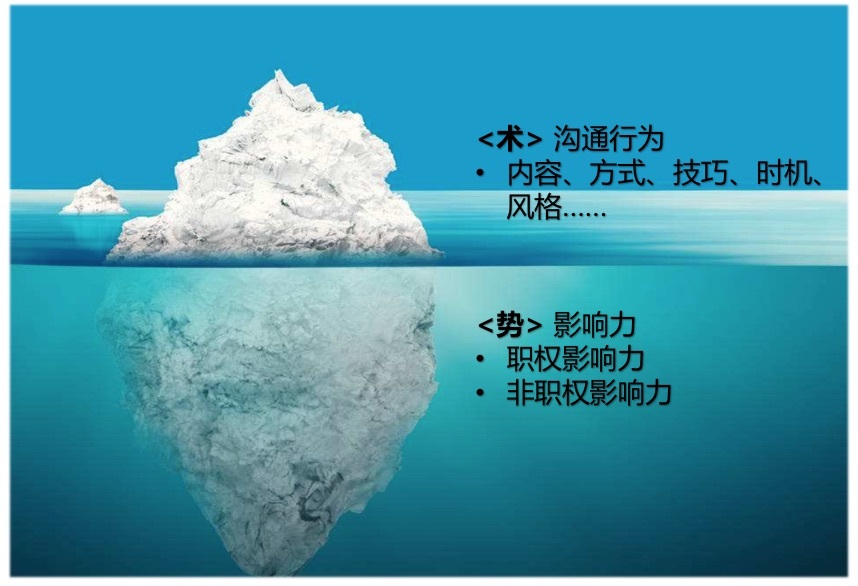 <术> 沟通行为
• 内容、方式、技巧、时机、
风格......
<势> 影响力
• 职权影响力
• 非职权影响力